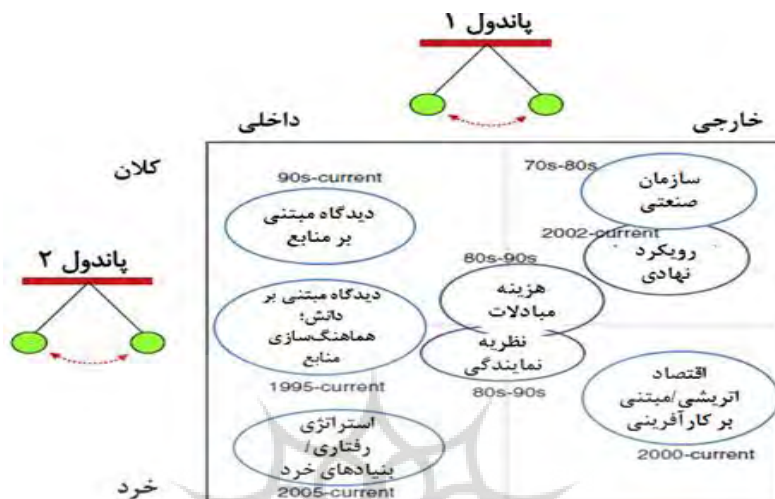 پاندول ۱
داخلی
خارجی
کلان
90s-current
دیدگاه مبتنی
بر منابع
70s-80s
سازمان
صنعتی
2002-current
رویکرد
نهادی
پاندول ۲
80s-90s
هزینه
مبادلات
نظریه
نمایندگی
80s-90s
دیدگاه مبتنی بر
دانش؛
هماهنگ‌سازی
منابع
1995-current
اقتصاد
اتریشی/مبتنی
بر کارآفرینی
2000-current
استراتژی
رفتاری/
بنیادهای خرد
2005-current
خرد